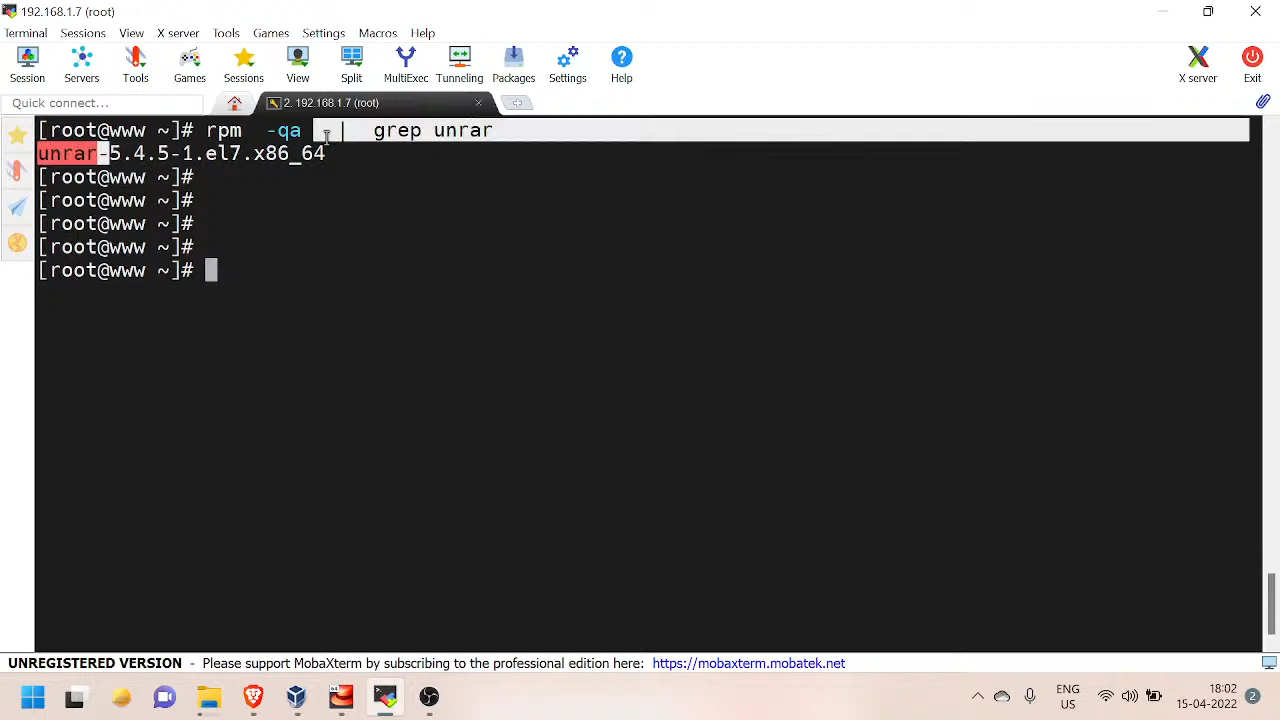 192.168.1.7 (root)
Terminal Sessions View X server Tools Games Settings Macros Help
Session Servers Tools Games Sessions View Split MultiExec Tunneling Packages Settings Help X server Exit
Quick connect... 2. 192.168.1.7 (root)
[root@www ~]# rpm -qa | grep unrar
unrar-5.4.5-1.el7.x86_64
[root@www ~]#
[root@www ~]#
[root@www ~]#
[root@www ~]#
[root@www ~]#
UNREGISTERED VERSION - Please support MobaXterm by subscribing to the professional edition here: https://mobaxterm.mobatek.net
ENG 18:02
US 15-04-2022 2